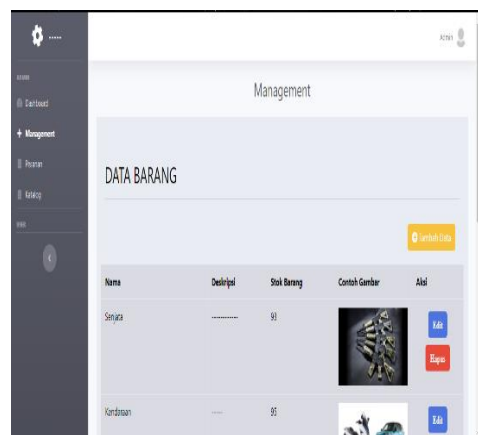 .....
Admin
Dashboard
Management
Pesanan
Katalog
Management
DATA BARANG
Tambah Data
Nama Deskripsi Stok Barang Contoh Gambar Aksi
Senjata ------------- 93
Edit
Hapus
Kendaraan ----- 95
Edit